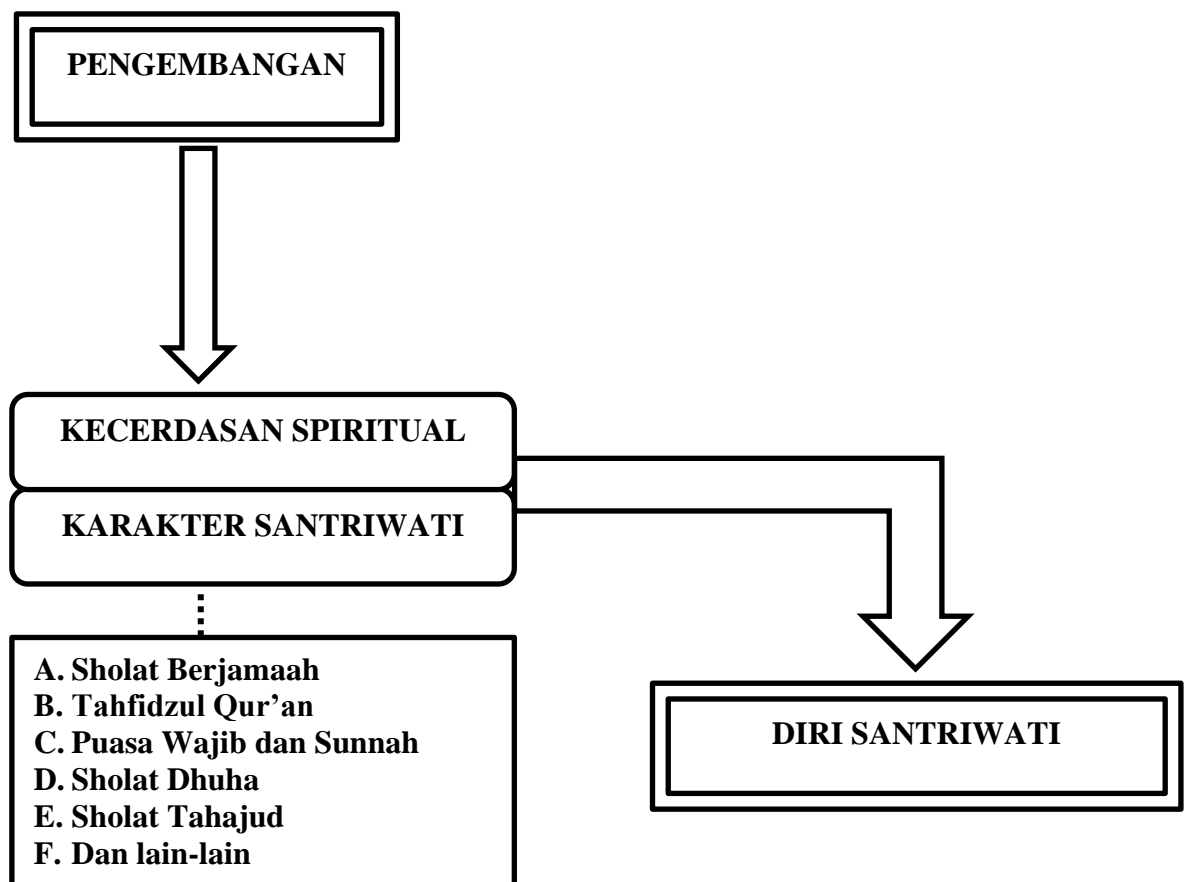 PENGEMBANGAN
KECERDASAN SPIRITUAL
KARAKTER SANTRIWATI
A. Sholat Berjamaah
B. Tahfidzul Qur’an
C. Puasa Wajib dan Sunnah
D. Sholat Dhuha
E. Sholat Tahajud
F. Dan lain-lain
DIRI SANTRIWATI